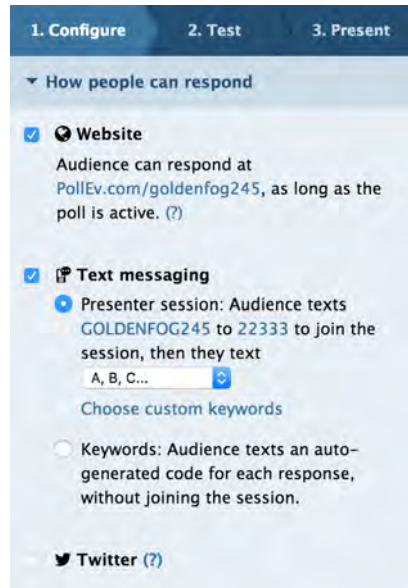 1. Configure 2. Test 3. Present
How people can respond
Website
Audience can respond at
PollEv.com/goldenfog245, as long as the
poll is active. (?)
Text messaging
Presenter session: Audience texts
GOLDENFOG245 to 22333 to join the
session, then they text
A, B, C...
Choose custom keywords
Keywords: Audience texts an auto-
generated code for each response,
without joining the session.
Twitter (?)